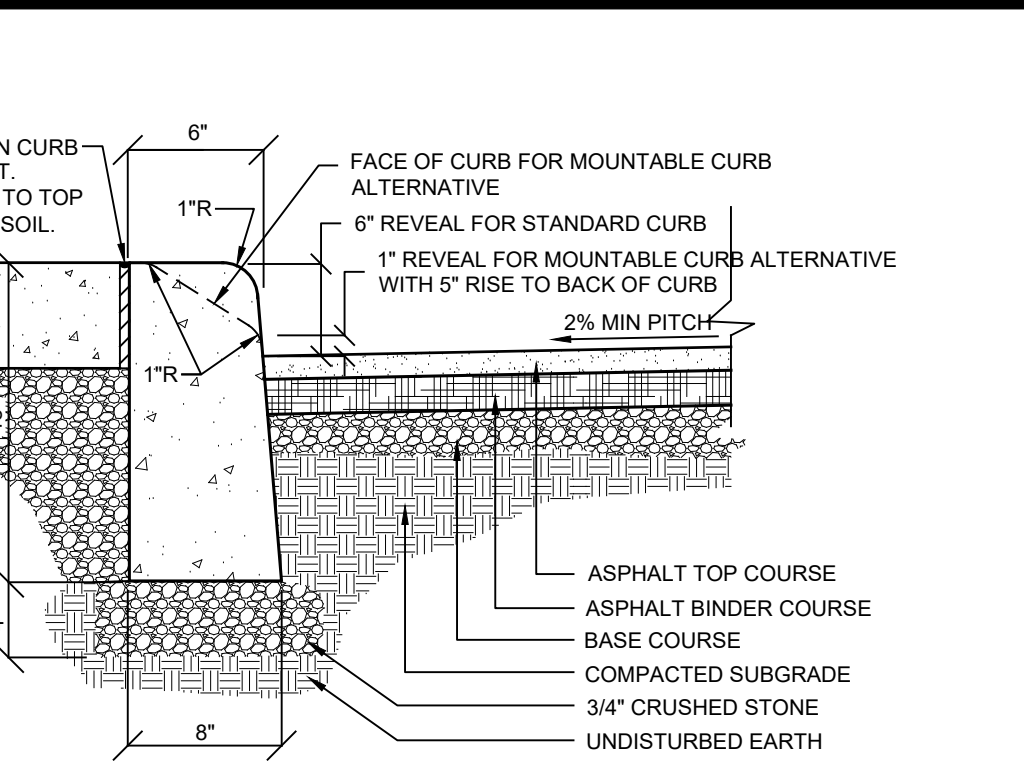 6"
N CURB
T.
TO TOP
SOIL.
FACE OF CURB FOR MOUNTABLE CURB
ALTERNATIVE
1"R
6" REVEAL FOR STANDARD CURB
1" REVEAL FOR MOUNTABLE CURB ALTERNATIVE
WITH 5" RISE TO BACK OF CURB
2% MIN PITCH
1"R
ASPHALT TOP COURSE
ASPHALT BINDER COURSE
BASE COURSE
COMPACTED SUBGRADE
3/4" CRUSHED STONE
8"
UNDISTURBED EARTH